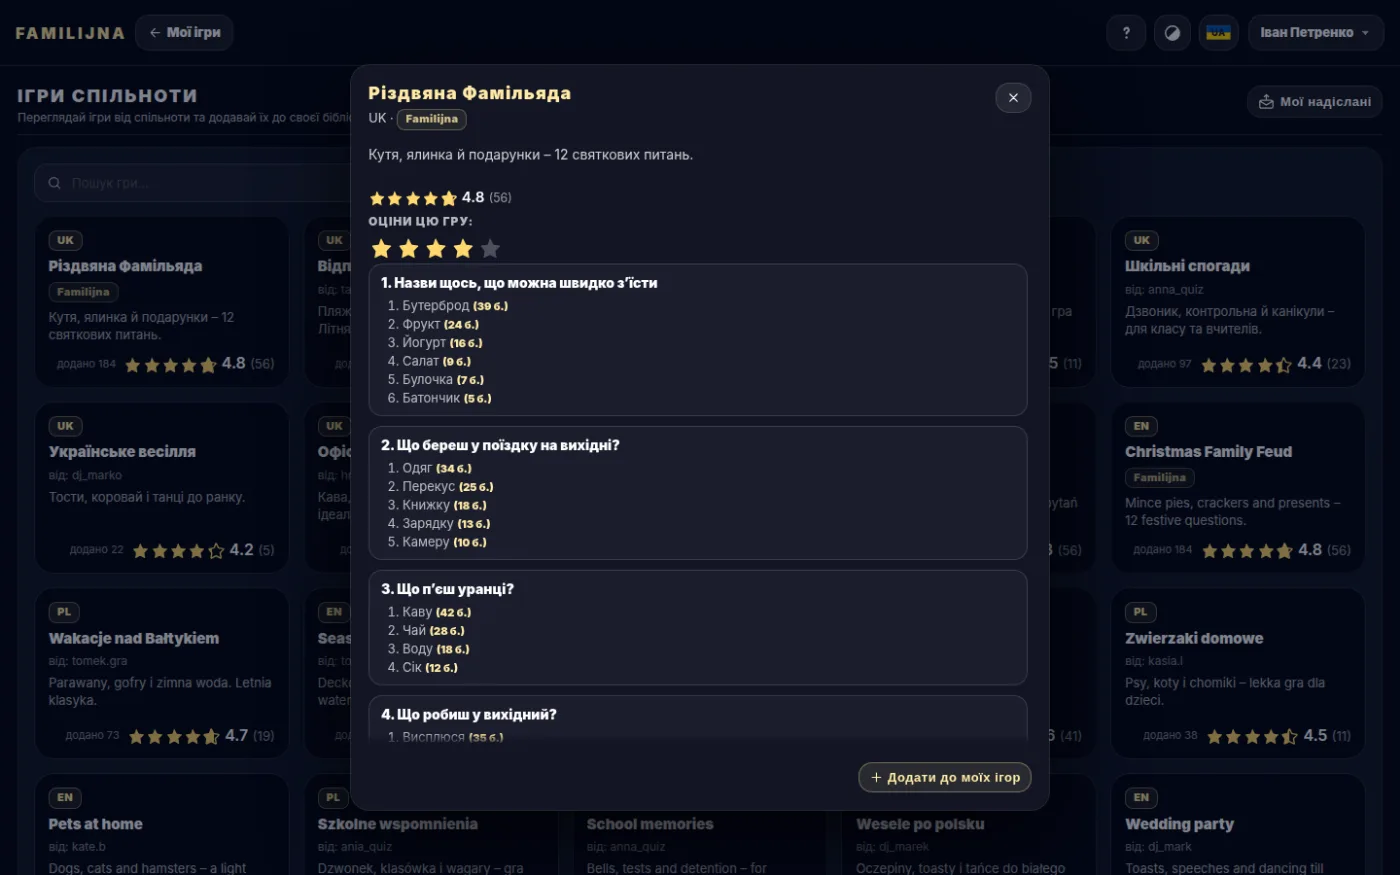 FAMILIJNA
← Мої ігри
?
UA
Іван Петренко
ІГРИ СПІЛЬНОТИ
Переглядай ігри від спільноти та додавай їх до своєї
Мої надіслані
Пошук гри...
Різдвяна Фамільяда
UK · Familijna
Кутя, ялинка й подарунки – 12 святкових питань.
4.8 (56)
ОЦІНИ ЦЮ ГРУ:
1. Назви щось, що можна швидко з’їсти
1. Бутерброд (39 б.)
2. Фрукт (24 б.)
3. Йогурт (16 б.)
4. Салат (9 б.)
5. Булочка (7 б.)
6. Батончик (5 б.)
2. Що береш у поїздку на вихідні?
1. Одяг (34 б.)
2. Перекус (25 б.)
3. Книжку (18 б.)
4. Зарядку (13 б.)
5. Камеру (10 б.)
3. Що п’єш уранці?
1. Каву (42 б.)
2. Чай (28 б.)
3. Воду (18 б.)
4. Сік (12 б.)
4. Що робиш у вихідний?
1. Висплюся (35 б.)
+ Додати до моїх ігор
UK
Різдвяна Фамільяда
Familijna
Кутя, ялинка й подарунки – 12
святкових питань.
додано 184 4.8 (56)
UK
UK
Шкільні спогади
від: anna_quiz
Дзвоник, контрольна й канікули –
для класу та вчителів.
додано 97 4.4 (23)
UK
Українське весілля
від: dj_marko
Тости, коровай і танці до ранку.
додано 22 4.2 (5)
UK
EN
Christmas Family Feud
Familijna
Mince pies, crackers and presents –
12 festive questions.
додано 184 4.8 (56)
PL
Wakacje nad Bałtykiem
від: tomek.gra
Parawany, gofry i zimna woda. Letnia
klasyka.
додано 73 4.7 (19)
EN
PL
Zwierzaki domowe
від: kasia.l
Psy, koty i chomiki – lekka gra dla
dzieci.
додано 38 4.5 (11)
EN
Pets at home
від: kate.b
Dogs, cats and hamsters – a light
PL
Szkolne wspomnienia
від: ania_quiz
Dzwonek, klasówka i wagary – gra
School memories
від: anna_quiz
Bells, tests and detention – for
Wesele po polsku
від: dj_marek
Oczepiny, toasty i tańce do białego
EN
Wedding party
від: dj_mark
Toasts, speeches and dancing till